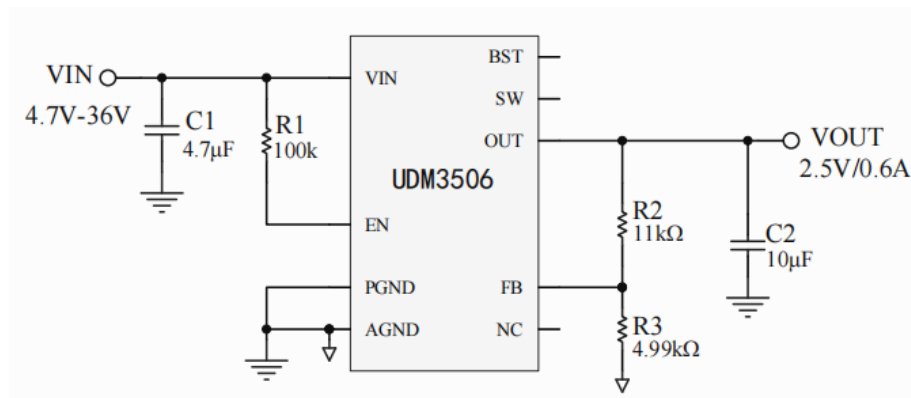 VIN
4.7V-36V
C1
4.7µF
R1
100k
VIN
EN
PGND
AGND
UDM3506
BST
SW
OUT
FB
NC
R2
11kΩ
R3
4.99kΩ
VOUT
2.5V/0.6A
C2
10µF